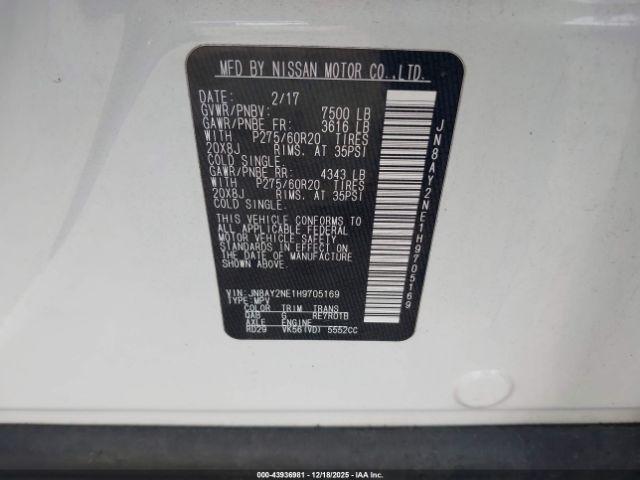 MFD BY NISSAN MOTOR CO.,LTD.
DATE: 2/17
GVWR/PNBV: 7500 LB
GAWR/PNBE FR: 3616 LB
WITH P275/60R20 TIRES
20X8J RIMS. AT 35PSI
COLD SINGLE.
GAWR/PNBE RR: 4343 LB
WITH P275/60R20 TIRES
20X8J RIMS. AT 35PSI
COLD SINGLE.
THIS VEHICLE CONFORMS TO
ALL APPLICABLE FEDERAL
MOTOR VEHICLE SAFETY
STANDARDS IN EFFECT ON THE
DATE OF MANUFACTURE
SHOWN ABOVE.
VIN: JN8AY2NE1H9705169
TYPE MPV
COLOR TRIM TRANS
QAB G RE7R01B
AXLE ENGINE
RD29 VK56(VD) 5552CC
JN8AY2NE1H9705169
000-43936981 - 12/18/2025 - IAA Inc.